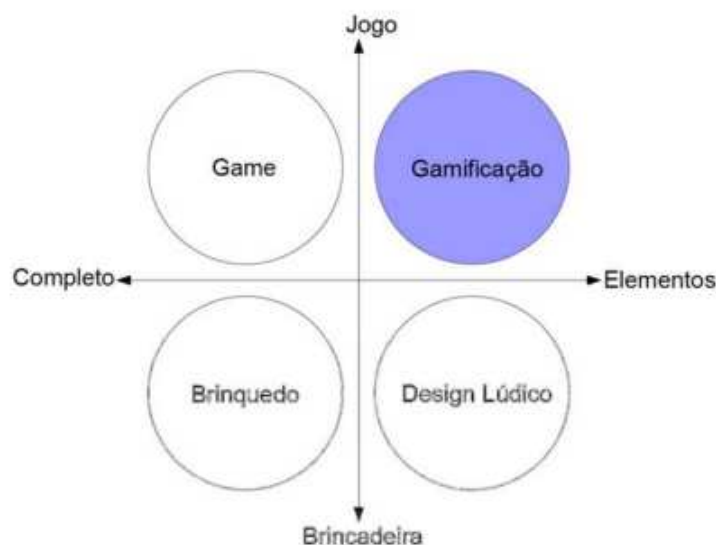 Jogo
Game
Gamificação
Completo
Elementos
Brinquedo
Design Lúdico
Brincadeira